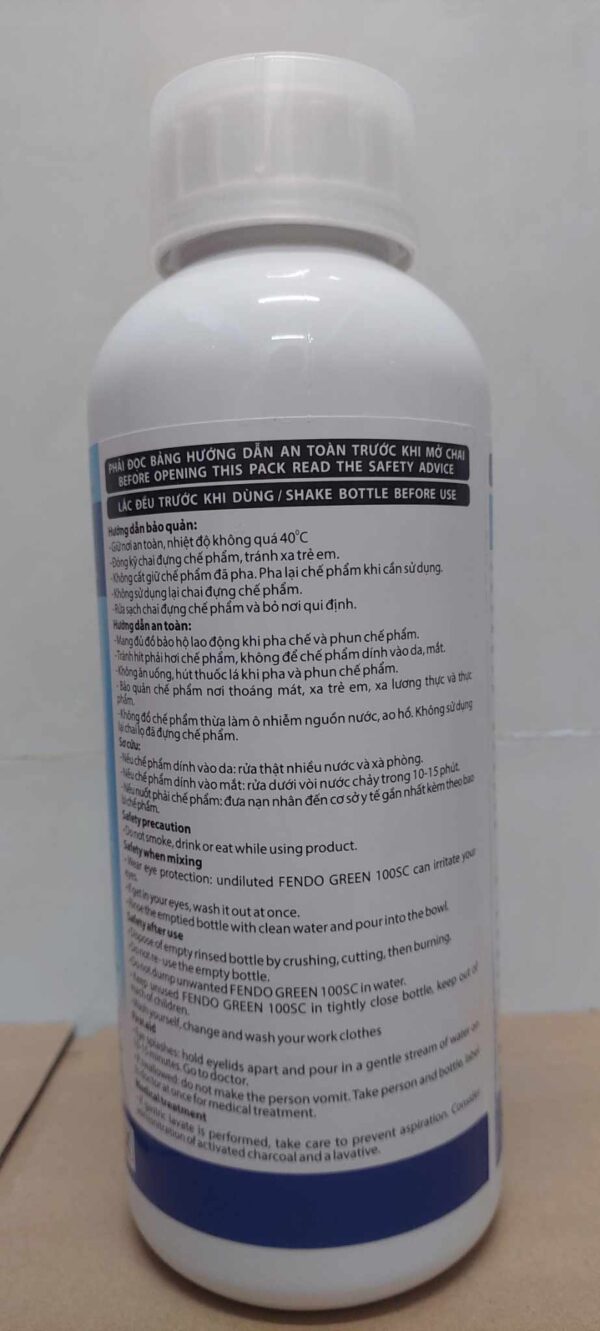 PHẢI ĐỌC BẢNG HƯỚNG DẪN AN TOÀN TRƯỚC KHI MỞ CHAI
BEFORE OPENING THIS PACK READ THE SAFETY ADVICE
LẮC ĐỀU TRƯỚC KHI DÙNG / SHAKE BOTTLE BEFORE USE
Hướng dẫn bảo quản:
-Giữ nơi an toàn, nhiệt độ không quá 40°C
-Đóng kỹ chai đựng chế phẩm, tránh xa trẻ em.
-Không cất giữ chế phẩm đã pha. Pha lại chế phẩm khi cần sử dụng.
-Không sử dụng lại chai đựng chế phẩm.
-Rửa sạch chai đựng chế phẩm và bỏ nơi qui định.
Hướng dẫn an toàn:
-Mang đủ đồ bảo hộ lao động khi pha chế và phun chế phẩm.
-Tránh hít phải hơi chế phẩm, không để chế phẩm dính vào da, mắt.
-Không ăn uống, hút thuốc lá khi pha và phun chế phẩm.
-Bảo quản chế phẩm nơi thoáng mát, xa trẻ em, xa lương thực và thực
phẩm.
-Không đổ chế phẩm thừa làm ô nhiễm nguồn nước, ao hồ. Không sử dụng
lại chai lọ đã đựng chế phẩm.
Sơ cứu:
-Nếu chế phẩm dính vào da: rửa thật nhiều nước và xà phòng.
-Nếu chế phẩm dính vào mắt: rửa dưới vòi nước chảy trong 10-15 phút.
-Nếu nuốt phải chế phẩm: đưa nạn nhân đến cơ sở y tế gần nhất kèm theo bao
bì chế phẩm.
Safety precaution
-Do not smoke, drink or eat while using product.
Safety when mixing
-Wear eye protection: undiluted FENDO GREEN 100SC can irritate your
eyes.
-If get in your eyes, wash it out at once.
-Rinse the emptied bottle with clean water and pour into the bowl.
Safety after use
-Dispose of empty rinsed bottle by crushing, cutting, then burning.
-Do not re-use the empty bottle.
-Do not dump unwanted FENDO GREEN 100SC in water.
-Keep unused FENDO GREEN 100SC in tightly close bottle, keep out of
reach of children.
-Wash yourself, change and wash your work clothes
First aid
-Eye splashes: hold eyelids apart and pour in a gentle stream of water
minutes. Go to doctor.
-If swallowed: do not make the person vomit. Take person and bottle, label
to doctor at once for medical treatment.
Medical treatment
-If gastric lavate is performed, take care to prevent aspiration. Consider
of activated charcoal and a lavative.